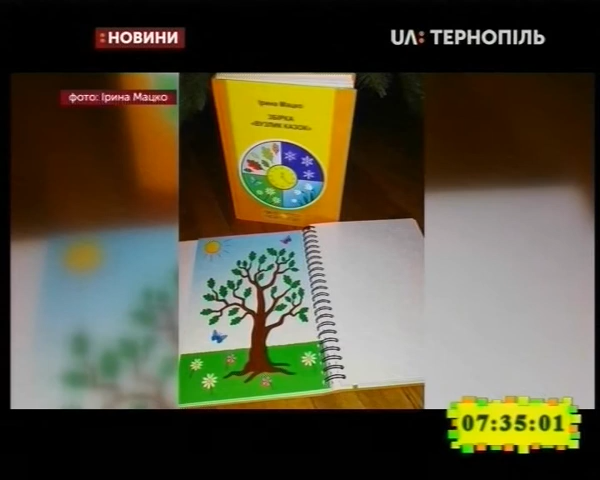 :НОВИНИ
UA: ТЕРНОПІЛЬ
фото: Ірина Мацко
Ірина Мацко
ЗБІРКА
«ВУЗЛИК КАЗОК»
07:35:01